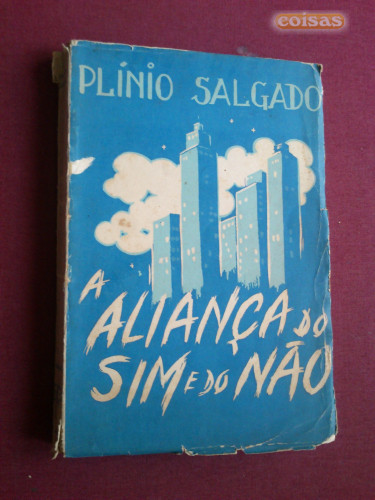 coisas
PLÍNIO SALGADO
A
ALIANÇA DO
SIM E DO NÃO